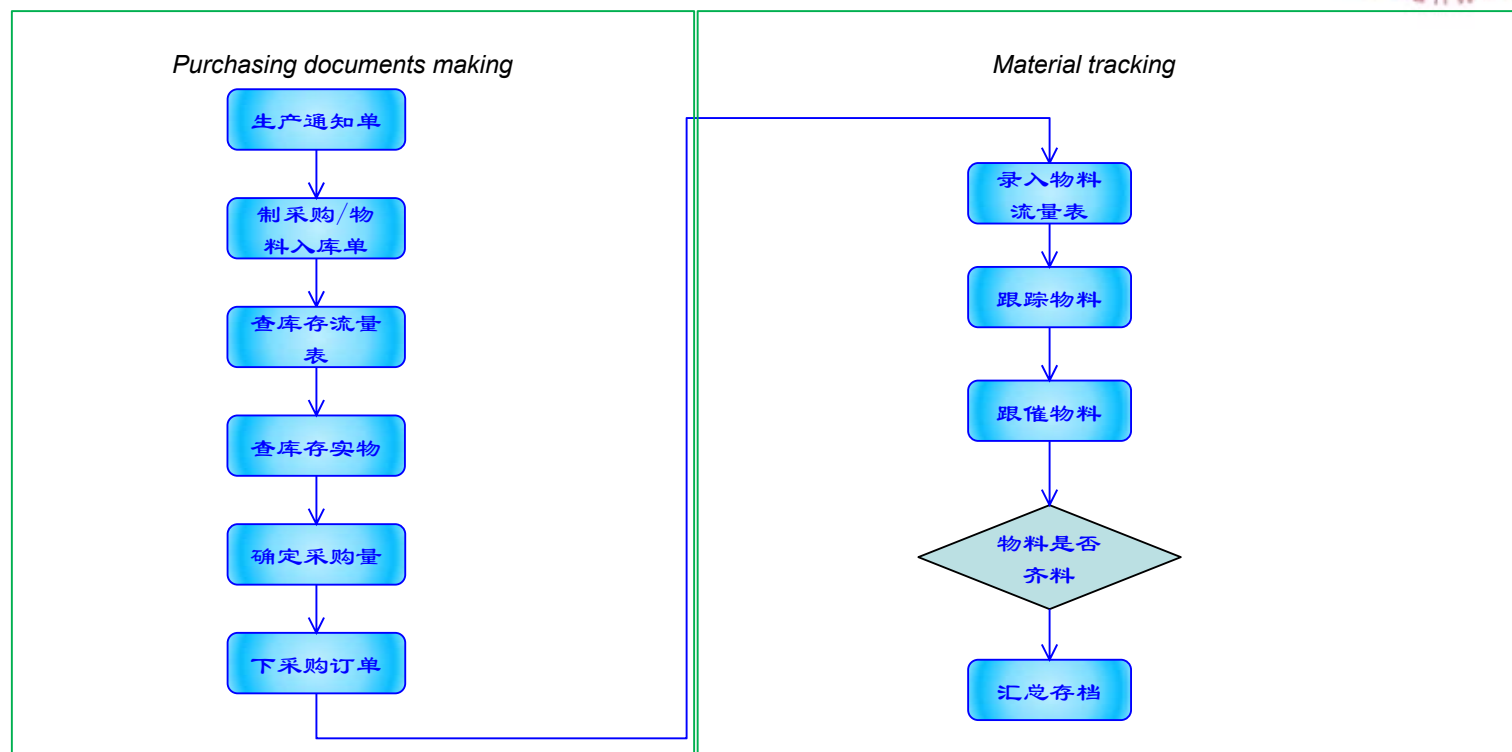 Purchasing documents making
生产通知单
制采购/物
料入库单
查库存流量
表
查库存实物
确定采购量
下采购订单
Material tracking
录入物料
流量表
跟踪物料
跟催物料
物料是否
齐料
汇总存档